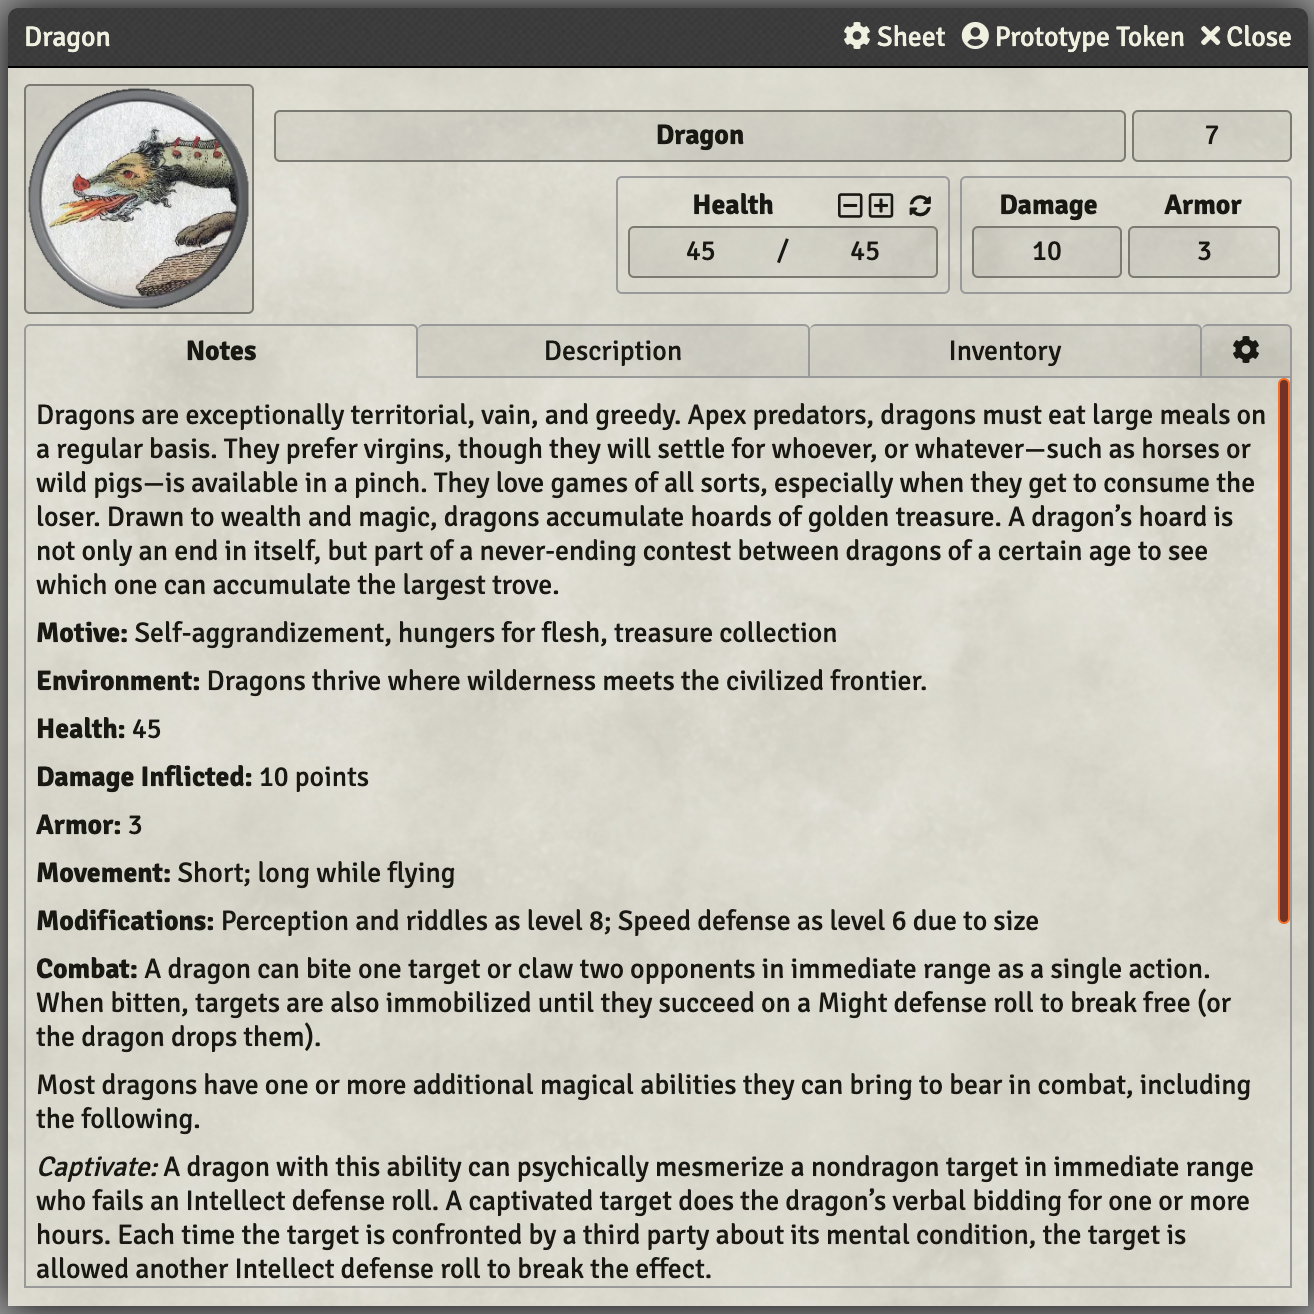 Dragon
Sheet Prototype Token Close
Dragon 7
Health
45 / 45
Damage Armor
10 3
Notes Description Inventory
Dragons are exceptionally territorial, vain, and greedy. Apex predators, dragons must eat large meals on
a regular basis. They prefer virgins, though they will settle for whoever, or whatever—such as horses or
wild pigs—is available in a pinch. They love games of all sorts, especially when they get to consume the
loser. Drawn to wealth and magic, dragons accumulate hoards of golden treasure. A dragon’s hoard is
not only an end in itself, but part of a never-ending contest between dragons of a certain age to see
which one can accumulate the largest trove.
Motive: Self-aggrandizement, hungers for flesh, treasure collection
Environment: Dragons thrive where wilderness meets the civilized frontier.
Health: 45
Damage Inflicted: 10 points
Armor: 3
Movement: Short; long while flying
Modifications: Perception and riddles as level 8; Speed defense as level 6 due to size
Combat: A dragon can bite one target or claw two opponents in immediate range as a single action.
When bitten, targets are also immobilized until they succeed on a Might defense roll to break free (or
the dragon drops them).
Most dragons have one or more additional magical abilities they can bring to bear in combat, including
the following.
Captivate: A dragon with this ability can psychically mesmerize a nondragon target in immediate range
who fails an Intellect defense roll. A captivated target does the dragon’s verbal bidding for one or more
hours. Each time the target is confronted by a third party about its mental condition, the target is
allowed another Intellect defense roll to break the effect.